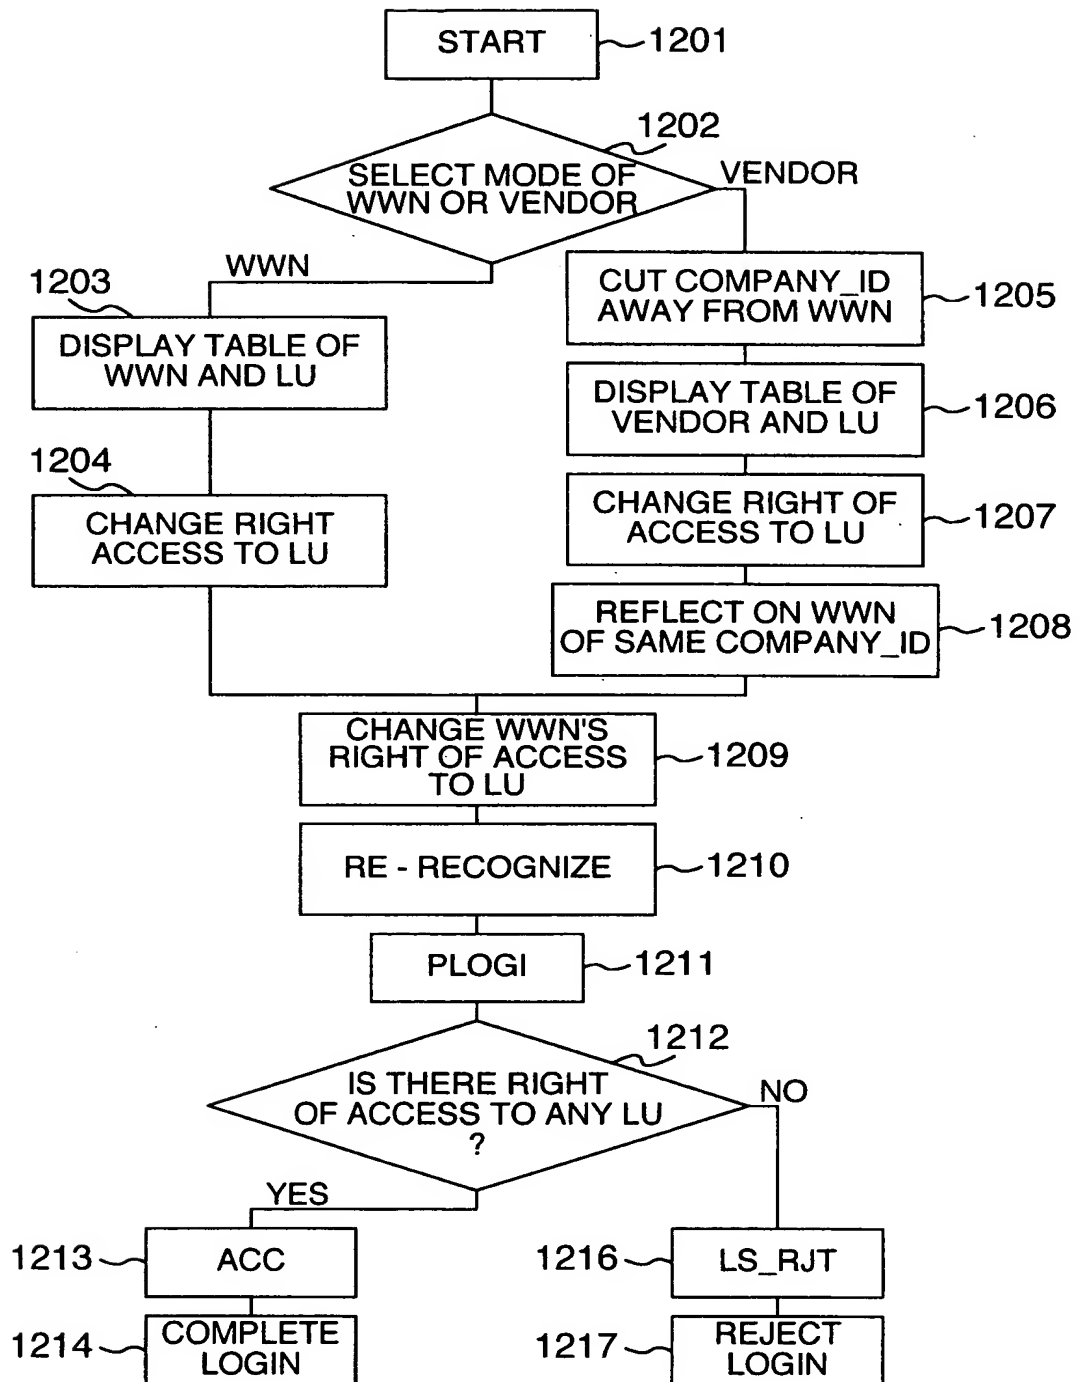 START
1201
1202
SELECT MODE OF
WWN OR VENDOR
VENDOR
WWN
1203
DISPLAY TABLE OF
WWN AND LU
CUT COMPANY_ID
AWAY FROM WWN
1205
DISPLAY TABLE OF
VENDOR AND LU
1206
1204
CHANGE RIGHT
ACCESS TO LU
CHANGE RIGHT OF
ACCESS TO LU
1207
REFLECT ON WWN
OF SAME COMPANY_ID
1208
CHANGE WWN'S
RIGHT OF ACCESS
TO LU
1209
RE - RECOGNIZE
1210
PLOGI
1211
1212
IS THERE RIGHT
OF ACCESS TO ANY LU
?
NO
YES
1213
ACC
1216
LS_RJT
1214
COMPLETE
LOGIN
1217
REJECT
LOGIN